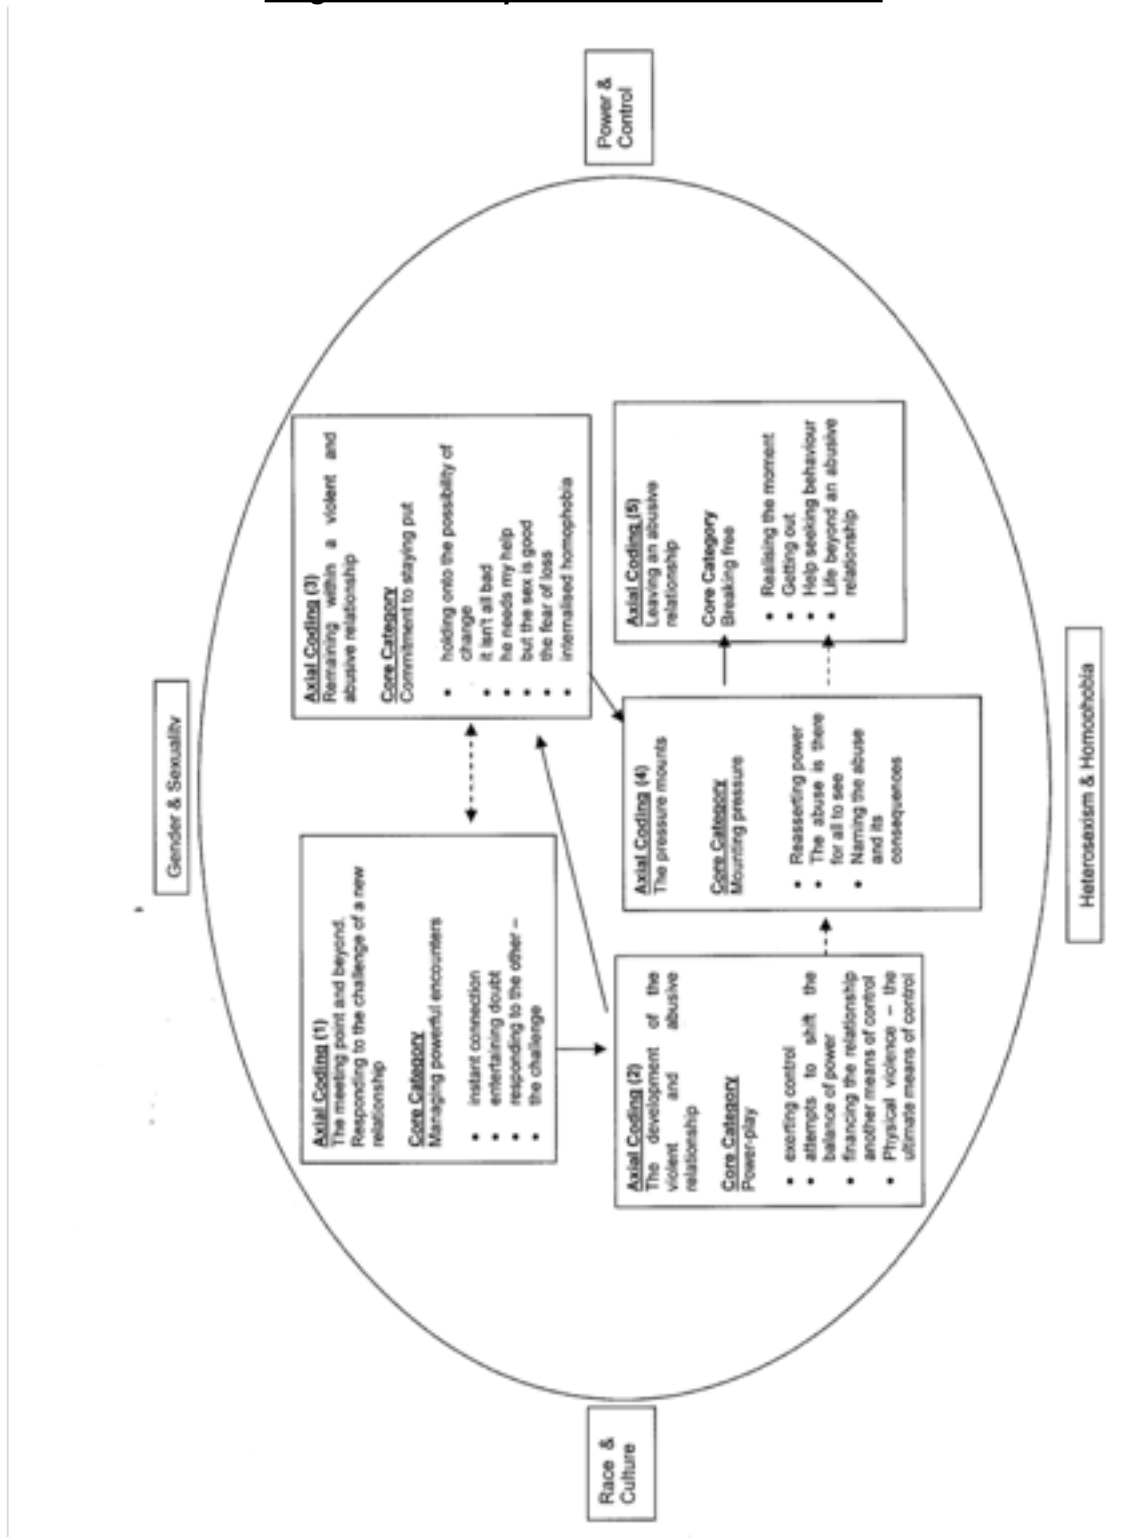 Gender & Sexuality
Race &
Culture
Axial Coding (1)
The meeting point and beyond.
Responding to the challenge of a new
relationship
Core Category
Managing powerful encounters
• instant connection
• entertaining doubt
• responding to the other –
• the challenge
Axial Coding (3)
Remaining within a violent and
abusive relationship
Core Category
Commitment to staying put
• holding onto the possibility of
change
• it isn't all bad
• he needs my help
• but the sex is good
• the fear of loss
• internalised homophobia
Axial Coding (2)
The development of the
violent and abusive
relationship
Core Category
Power-play
• exerting control
• attempts to shift the
balance of power
• financing the relationship
another means of control
• Physical violence – the
ultimate means of control
Axial Coding (4)
The pressure mounts
Core Category
Mounting pressure
• Reasserting power
• The abuse is there
for all to see
• Naming the abuse
and its
consequences
Axial Coding (5)
Leaving an abusive
relationship
Core Category
Breaking free
• Realising the moment
• Getting out
• Help seeking behaviour
• Life beyond an abusive
relationship
Power &
Control
Heterosexism & Homophobia